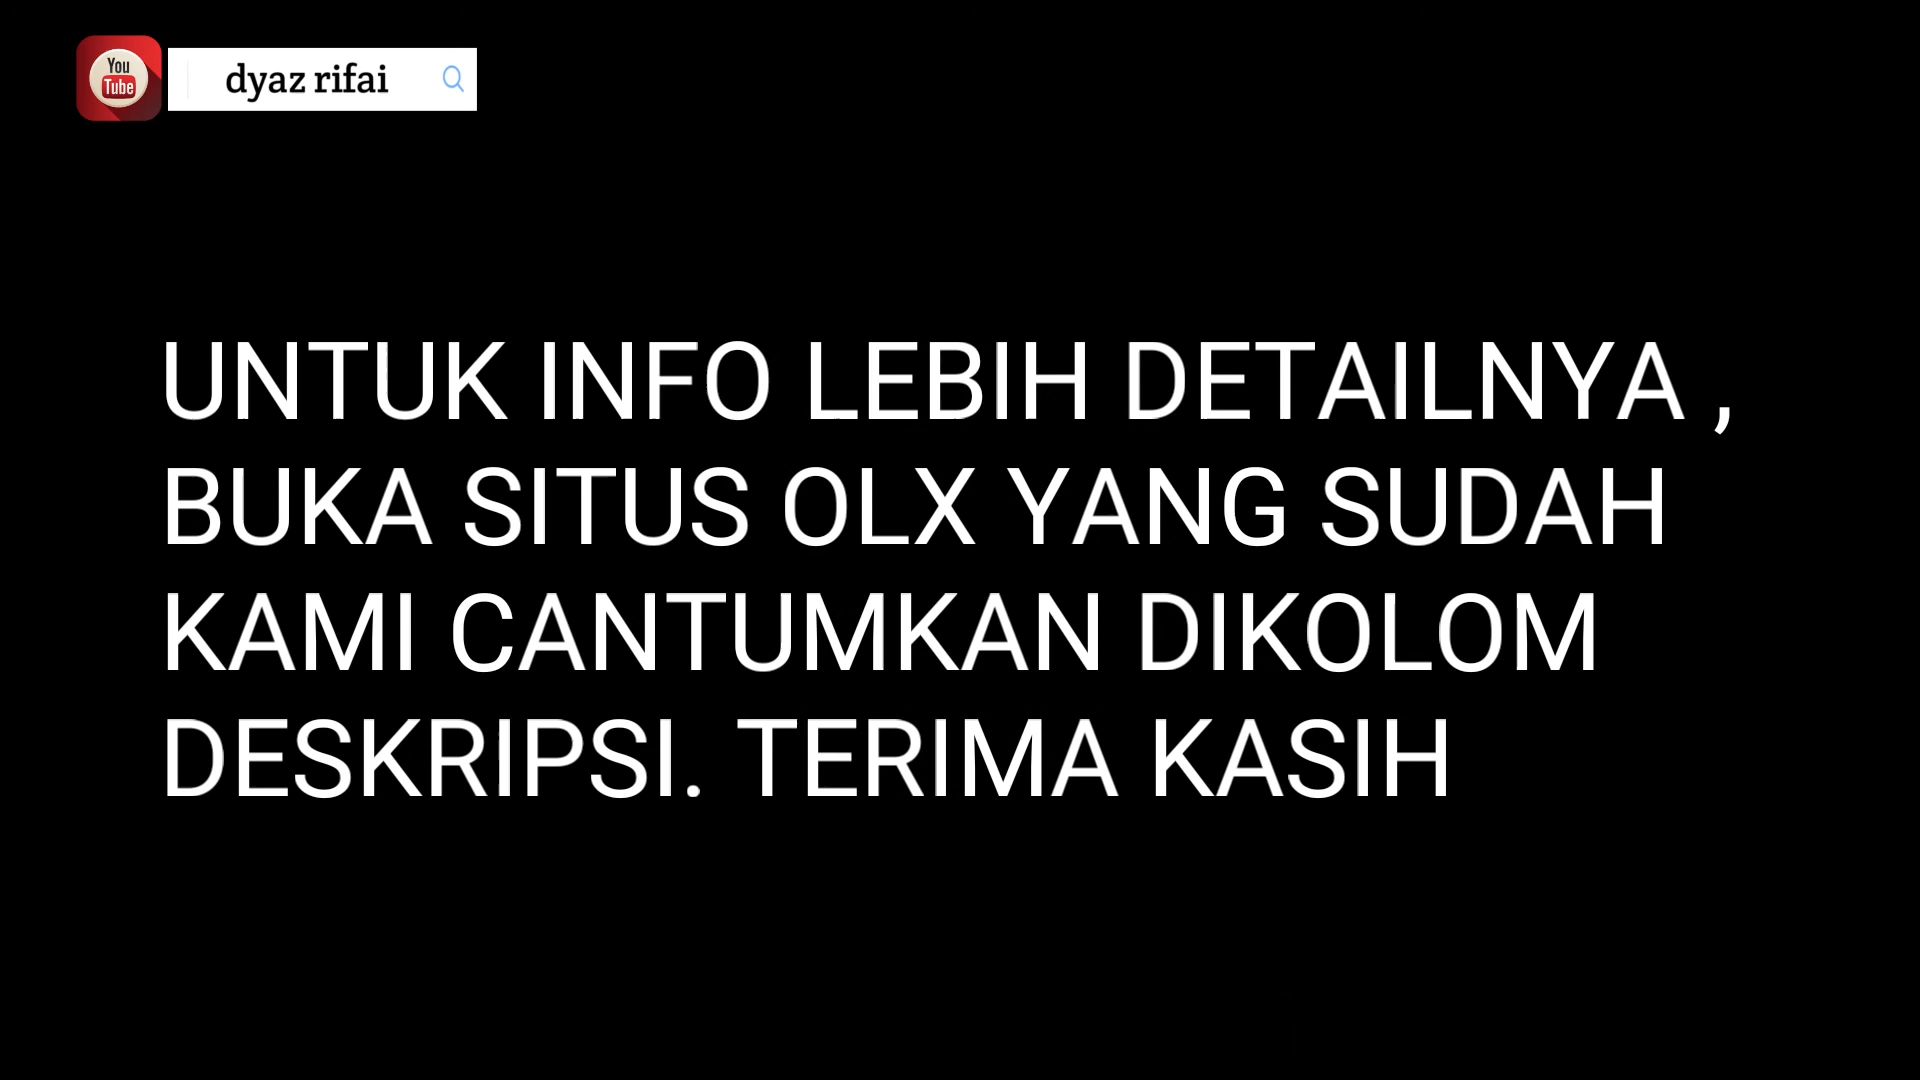 You
Tube
dyaz rifai
UNTUK INFO LEBIH DETAILNYA ,
BUKA SITUS OLX YANG SUDAH
KAMI CANTUMKAN DIKOLOM
DESKRIPSI. TERIMA KASIH